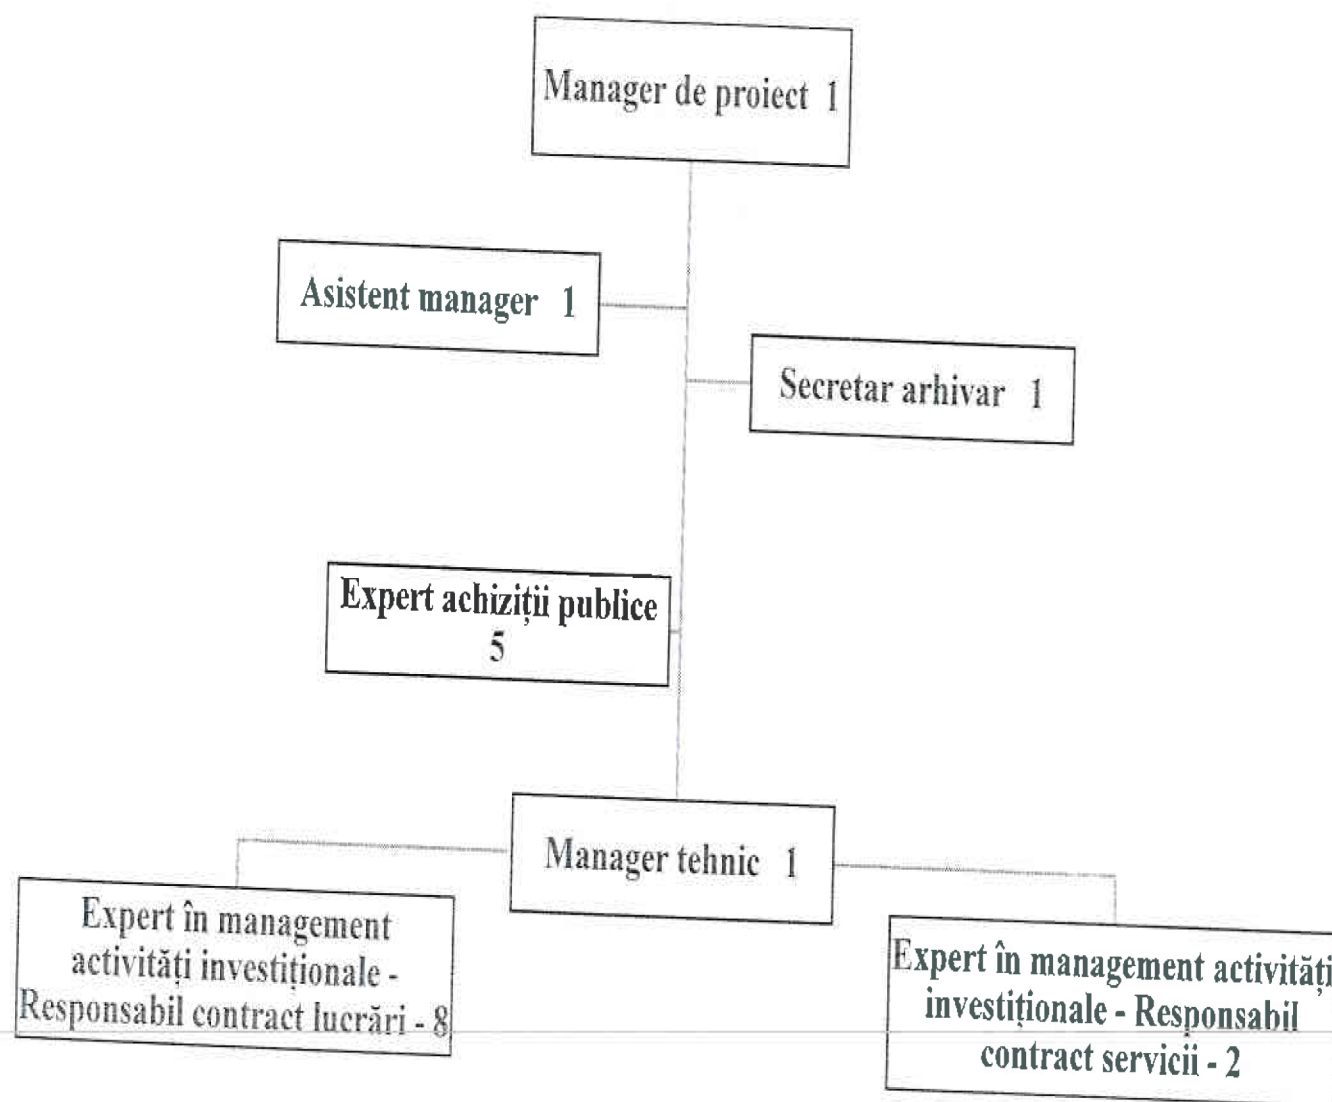 Manager de proiect 1
Asistent manager 1
Secretar arhivar 1
Expert achiziții publice
5
Manager tehnic 1
Expert în management
activități investiționale -
Responsabil contract lucrări - 8
Expert în management activități
investiționale - Responsabil
contract servicii - 2